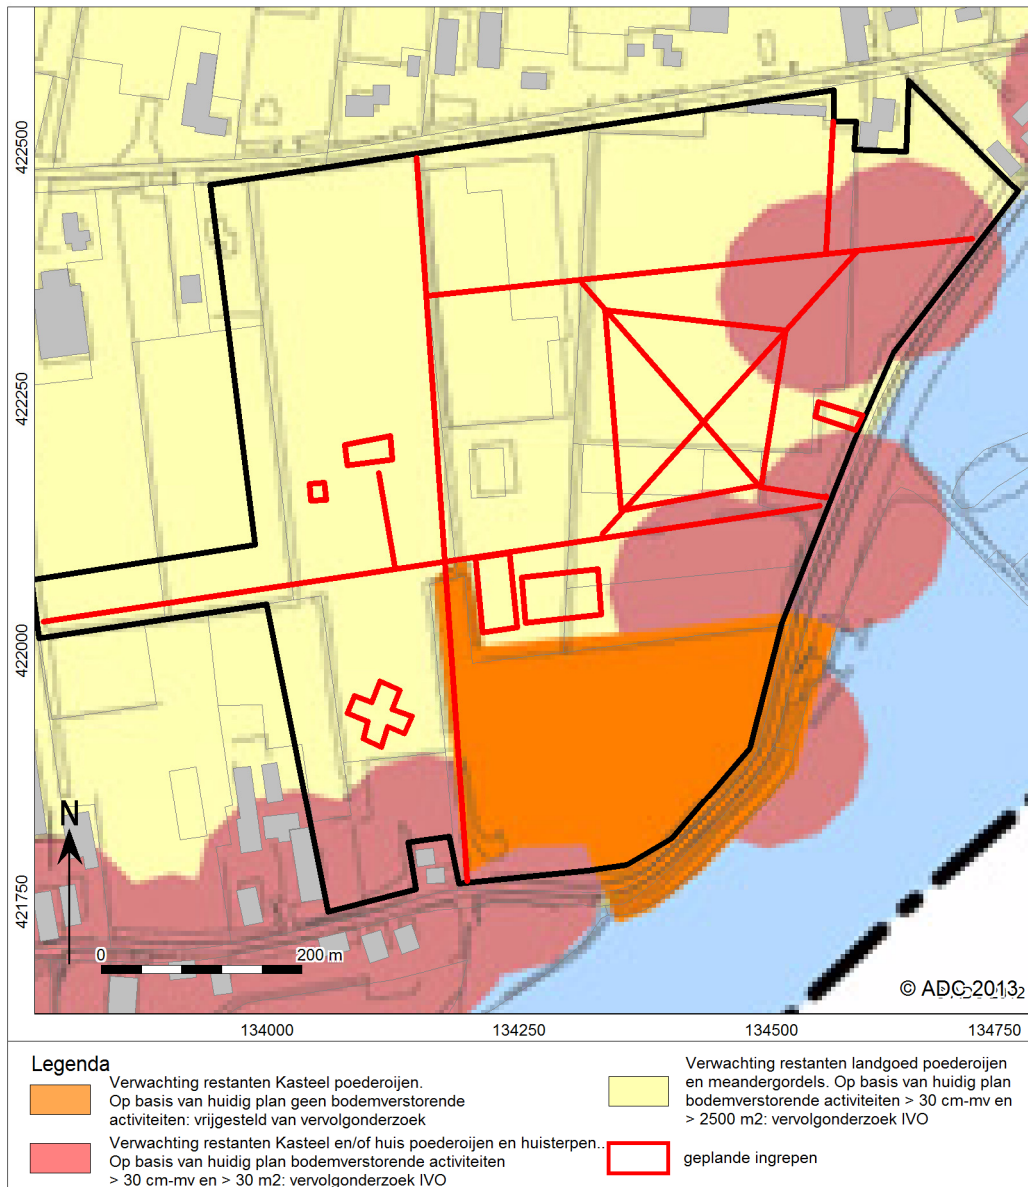 422500
422250
422000
421750
N
0
200 m
© ADC 2013
134000
134250
134500
134750
Legenda
Verwachting restanten Kasteel poederoijen.
Op basis van huidig plan geen bodemverstorende
activiteiten: vrijgesteld van vervolgonderzoek
Verwachting restanten Kasteel en/of huis poederoijen en huisterpen..
Op basis van huidig plan bodemverstorende activiteiten
> 30 cm-mv en > 30 m2: vervolgonderzoek IVO
Verwachting restanten landgoed poederoijen
en meandergordels. Op basis van huidig plan
bodemverstorende activiteiten > 30 cm-mv en
> 2500 m2: vervolgonderzoek IVO
geplande ingrepen